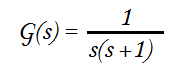 G(s) = 1 / s(s+1)